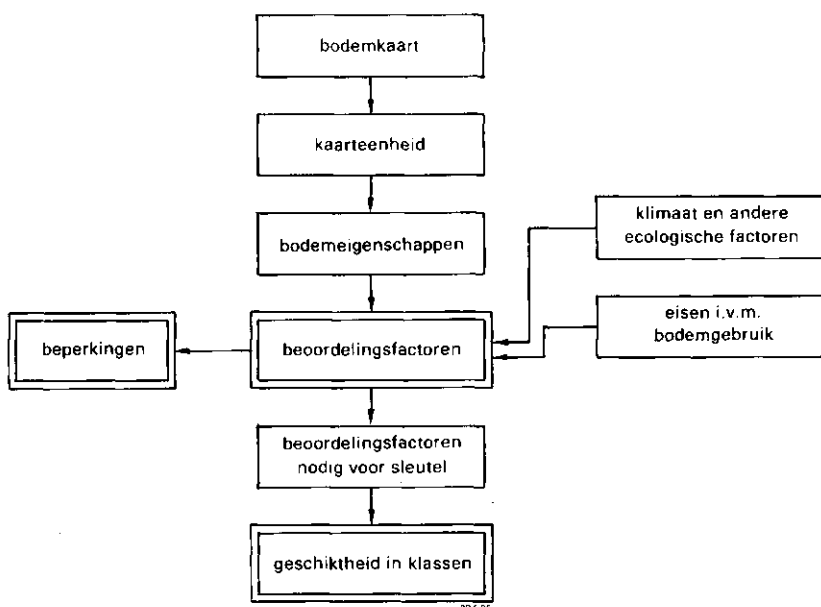 bodemkaart
kaarteenheid
klimaat en andere
ecologische factoren
bodemeigenschappen
eisen i.v.m.
bodemgebruik
beperkingen
beoordelingsfactoren
beoordelingsfactoren
nodig voor sleutel
geschiktheid in klassen